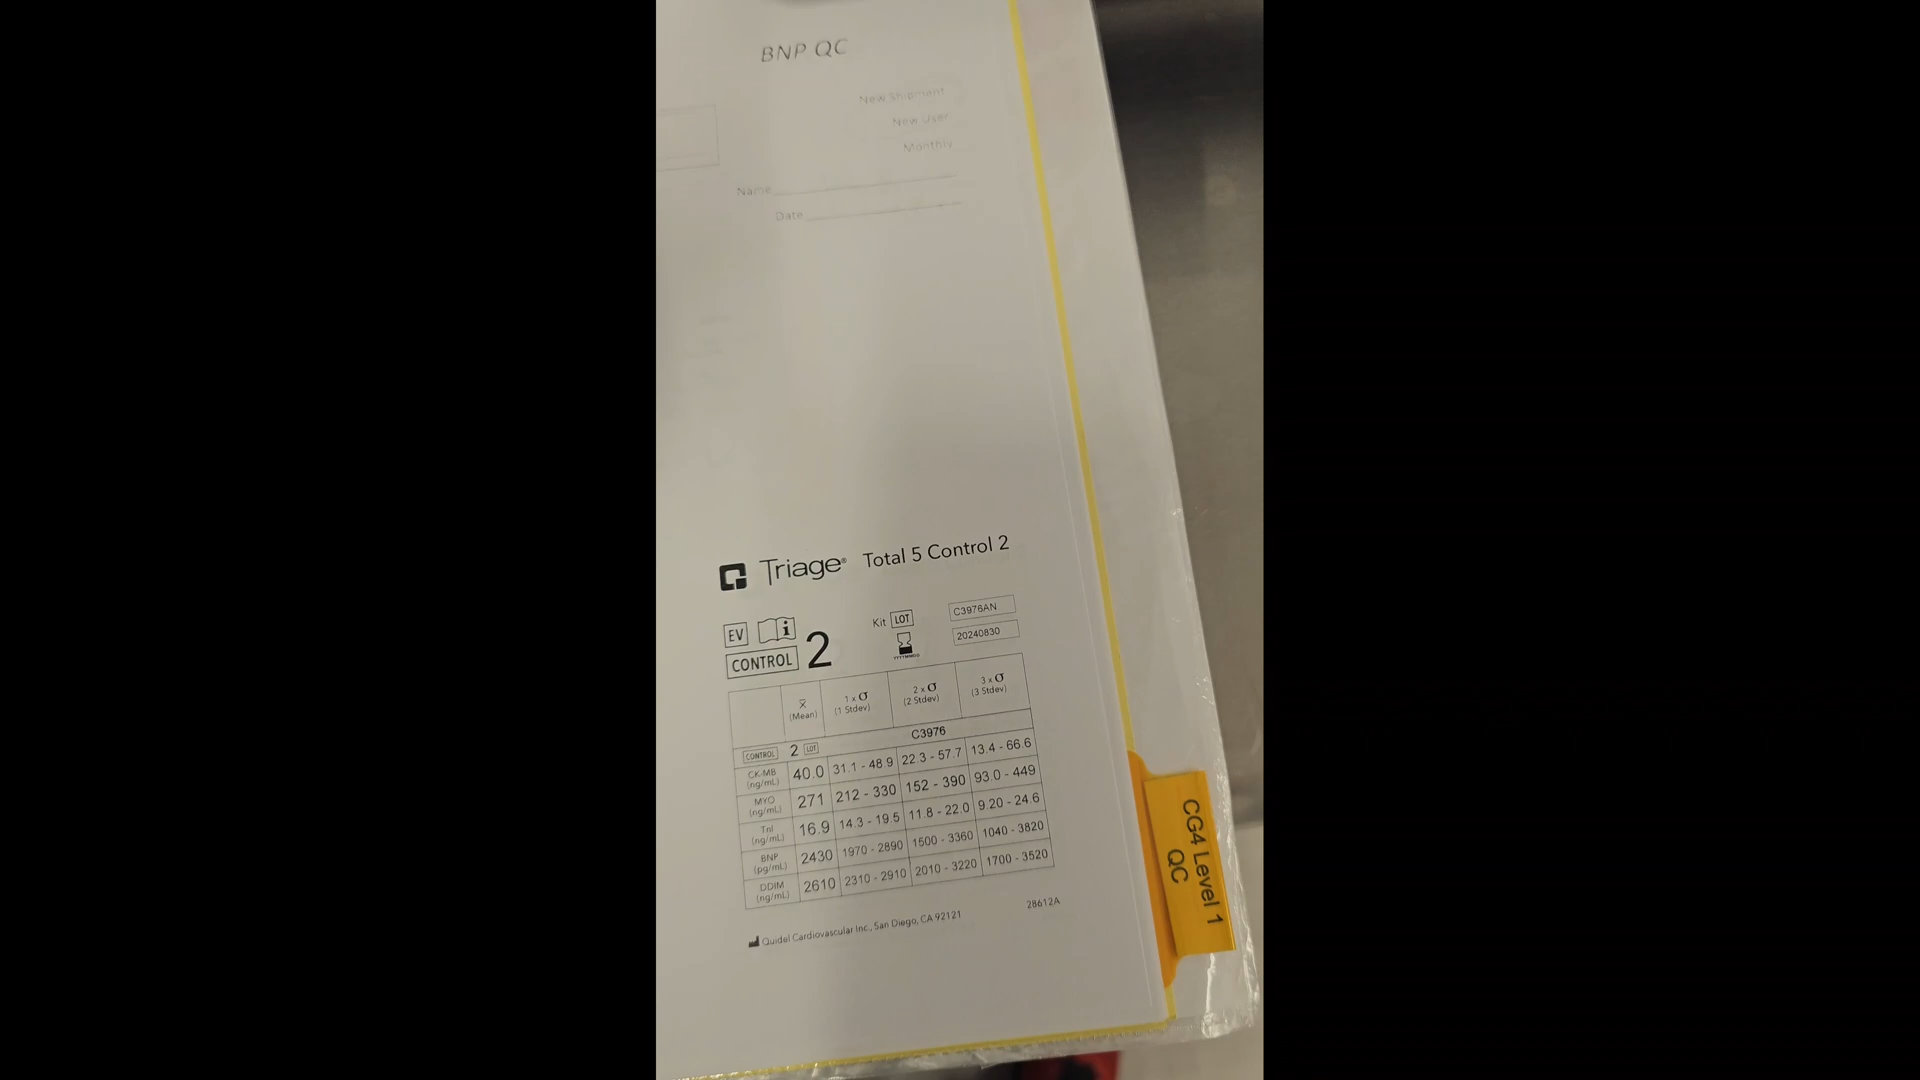 BNP QC
New Shipment
New User
Monthly
Name
Date
Triage® Total 5 Control 2
EV i
CONTROL 2
Kit LOT C3976AN
20240830
x̄ (Mean) 1 x σ (1 Stdev) 2 x σ (2 Stdev) 3 x σ (3 Stdev)
CONTROL 2 LOT C3976
CK-MB (ng/mL) 40.0 31.1 - 48.9 22.3 - 57.7 13.4 - 66.6
MYO (ng/mL) 271 212 - 330 152 - 390 93.0 - 449
TnI (ng/mL) 16.9 14.3 - 19.5 11.8 - 22.0 9.20 - 24.6
BNP (pg/mL) 2430 1970 - 2890 1500 - 3360 1040 - 3820
DDIM (ng/mL) 2610 2310 - 2910 2010 - 3220 1700 - 3520
Quidel Cardiovascular Inc., San Diego, CA 92121
28612A
CG4 Level 1
QC